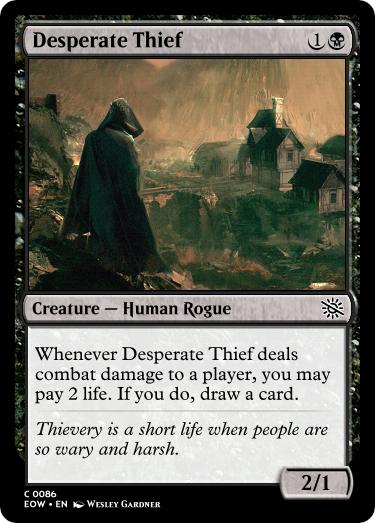 Desperate Thief 1
Creature — Human Rogue
Whenever Desperate Thief deals
combat damage to a player, you may
pay 2 life. If you do, draw a card.
Thievery is a short life when people are
so wary and harsh.
2/1
C 0086
EOW • EN Wesley Gardner